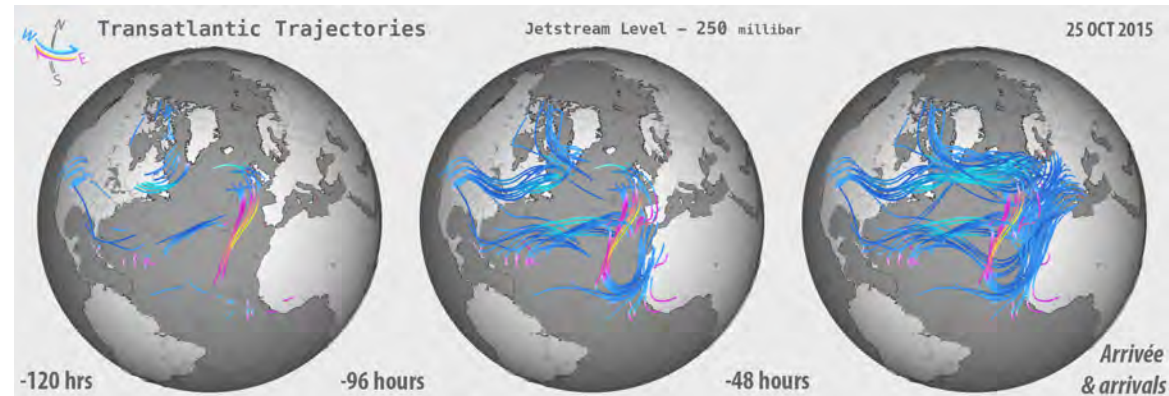 N
W
E
S
Transatlantic Trajectories
Jetstream Level – 250 millibar
25 OCT 2015
-120 hrs
-96 hours
-48 hours
Arrivée
& arrivals